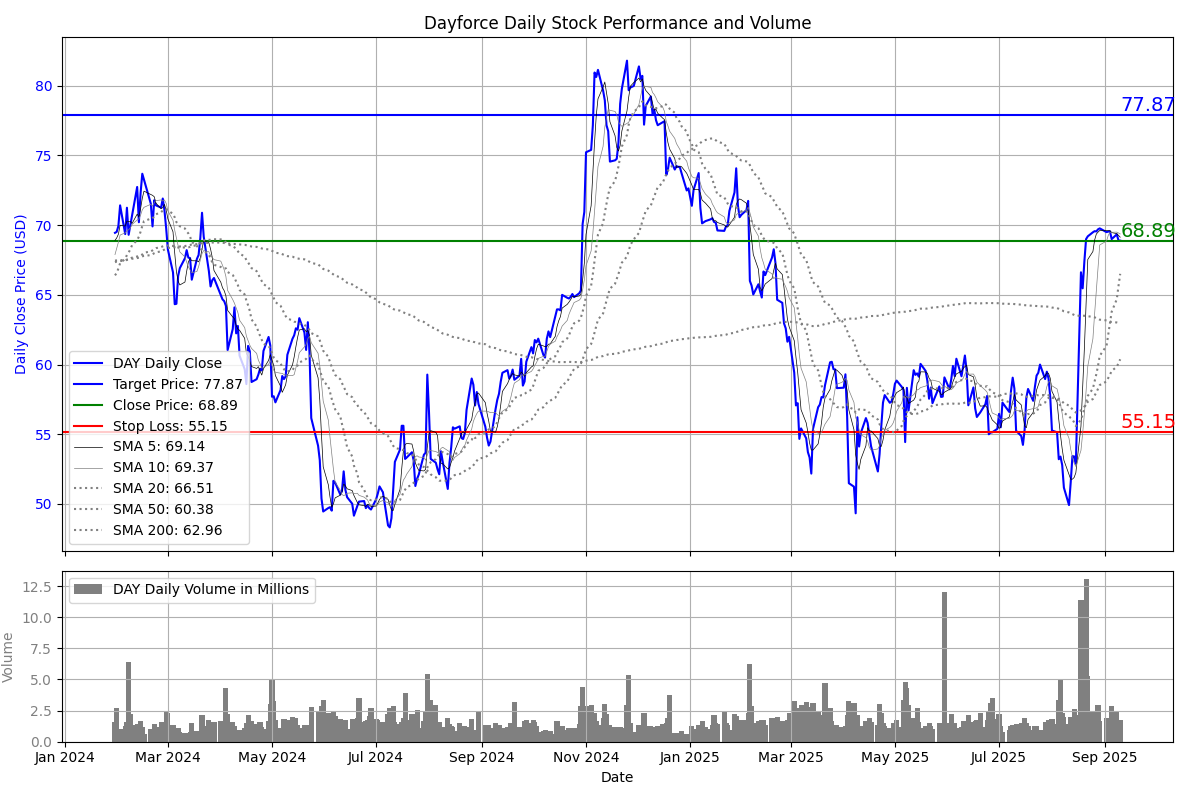 Dayforce Daily Stock Performance and Volume
Daily Close Price (USD)
80
75
70
65
60
55
50
77.87
68.89
55.15
DAY Daily Close
Target Price: 77.87
Close Price: 68.89
Stop Loss: 55.15
SMA 5: 69.14
SMA 10: 69.37
SMA 20: 66.51
SMA 50: 60.38
SMA 200: 62.96
Volume
12.5
10.0
7.5
5.0
2.5
0.0
DAY Daily Volume in Millions
Jan 2024 Mar 2024 May 2024 Jul 2024 Sep 2024 Nov 2024 Jan 2025 Mar 2025 May 2025 Jul 2025 Sep 2025
Date